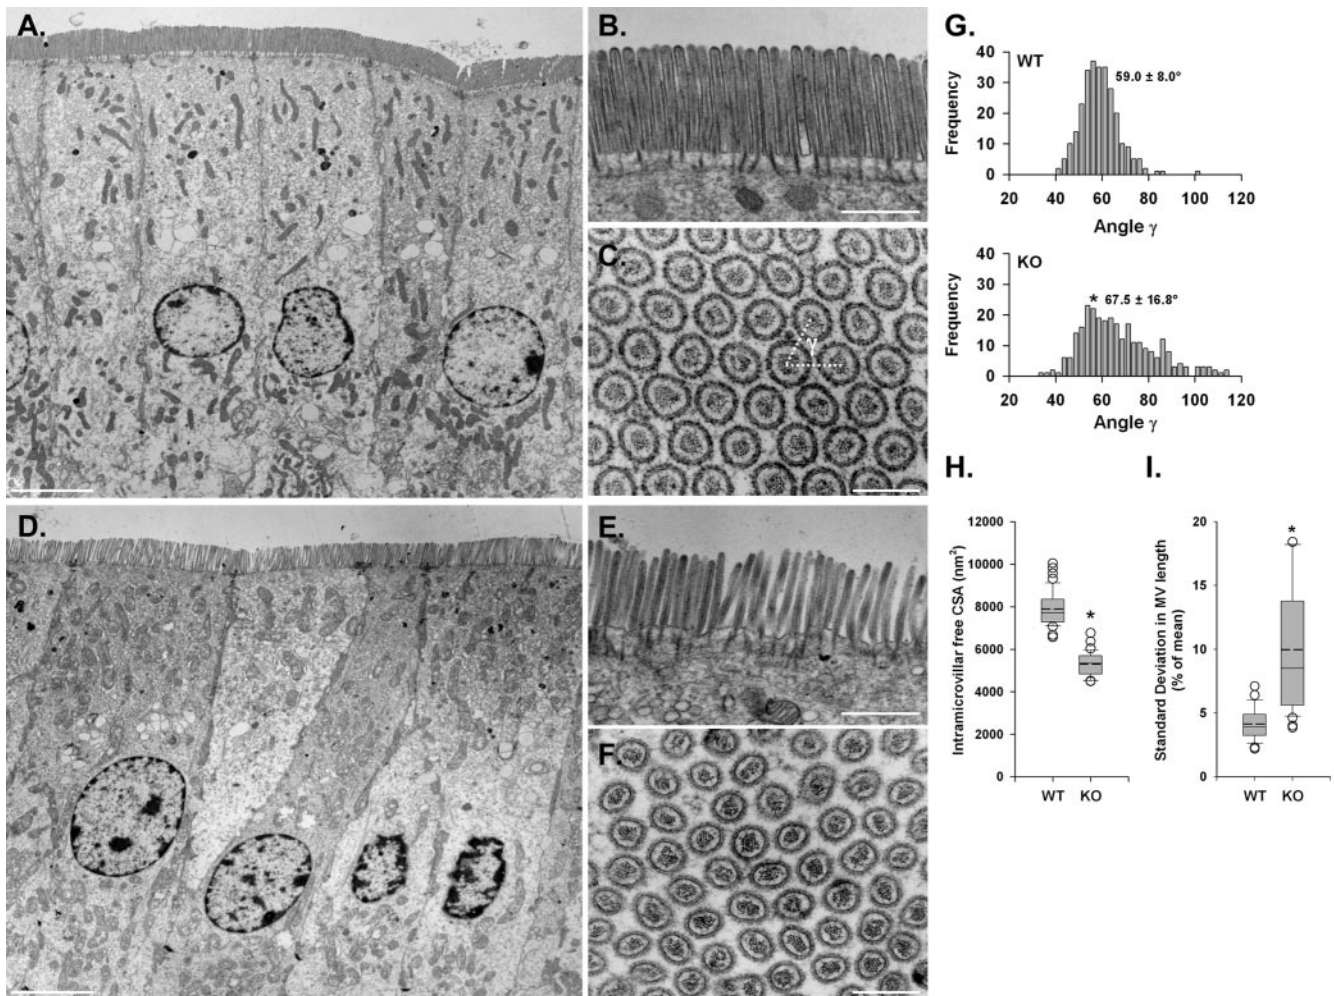 A.
B.
C.
γ
D.
E.
F.
G.
WT
59.0 ± 8.0°
Frequency
40
30
20
10
0
20 40 60 80 100 120
Angle γ
KO
* 67.5 ± 16.8°
Frequency
40
30
20
10
0
20 40 60 80 100 120
Angle γ
H.
Intramicrovillar free CSA (nm²)
12000
10000
8000
6000
4000
2000
0
*
WT KO
I.
Standard Deviation in MV length
(% of mean)
20
15
10
5
0
*
WT KO